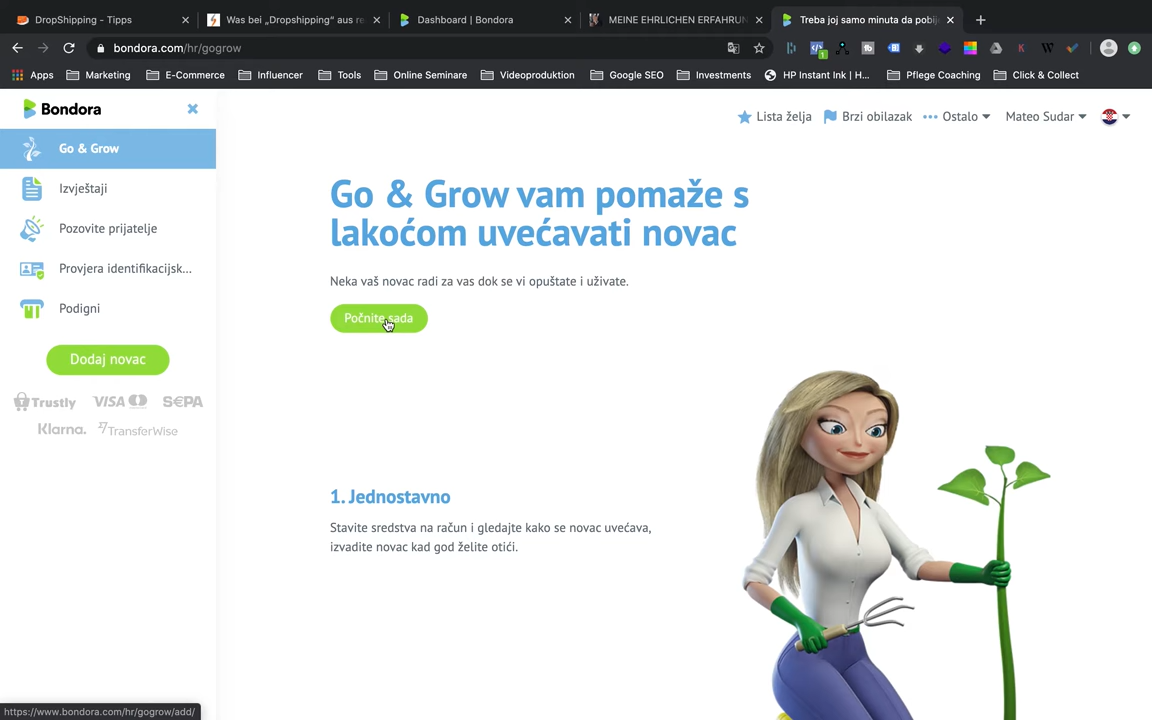 DropShipping - Tipps
Was bei „Dropshipping" aus re
Dashboard | Bondora
MEINE EHRLICHEN ERFAHRUN
Treba joj samo minuta da pobij
bondora.com/hr/gogrow
Apps
Marketing
E-Commerce
Influencer
Tools
Online Seminare
Videoproduktion
Google SEO
Investments
HP Instant Ink | H...
Pflege Coaching
Click & Collect
Bondora
Go & Grow
Izvještaji
Pozovite prijatelje
Provjera identifikacijsk...
Podigni
Dodaj novac
Trustly VISA SEPA
Klarna. TransferWise
Lista želja
Brzi obilazak
Ostalo
Mateo Sudar
Go & Grow vam pomaže s
lakoćom uvećavati novac
Neka vaš novac radi za vas dok se vi opuštate i uživate.
Počnite sada
1. Jednostavno
Stavite sredstva na račun i gledajte kako se novac uvećava,
izvadite novac kad god želite otići.
https://www.bondora.com/hr/gogrow/add/